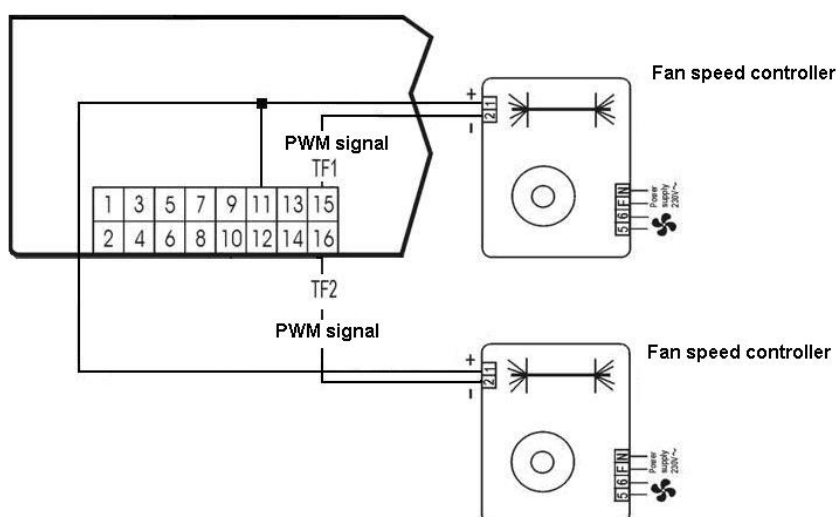 Fan speed controller
+
1
2
-
PWM signal
TF1
1 3 5 7 9 11 13 15
2 4 6 8 10 12 14 16
N
F
6
5
Power
supply
230V~
TF2
PWM signal
Fan speed controller
+
1
2
-
N
F
6
5
Power
supply
230V~